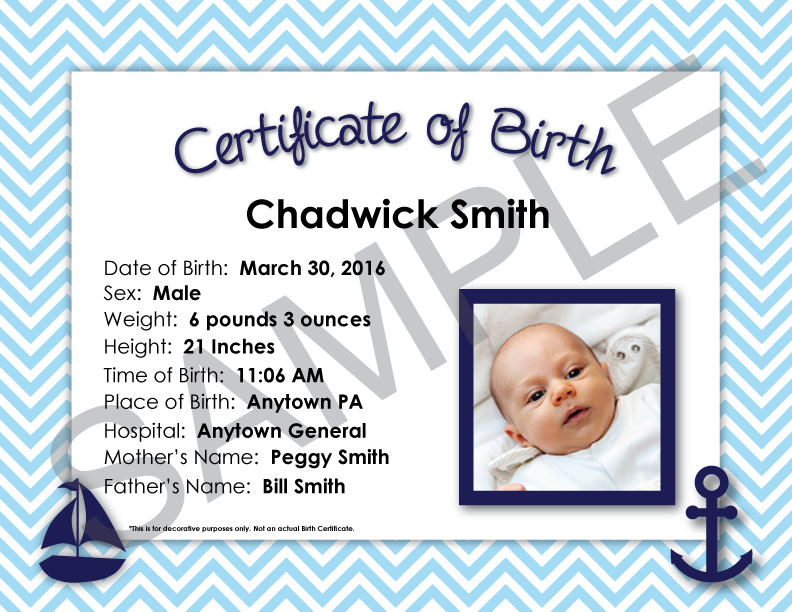 Certificate of Birth
Chadwick Smith
Date of Birth: March 30, 2016
Sex: Male
Weight: 6 pounds 3 ounces
Height: 21 Inches
Time of Birth: 11:06 AM
Place of Birth: Anytown PA
Hospital: Anytown General
Mother's Name: Peggy Smith
Father's Name: Bill Smith
*This is for decorative purposes only. Not an actual Birth Certificate.
SAMPLE